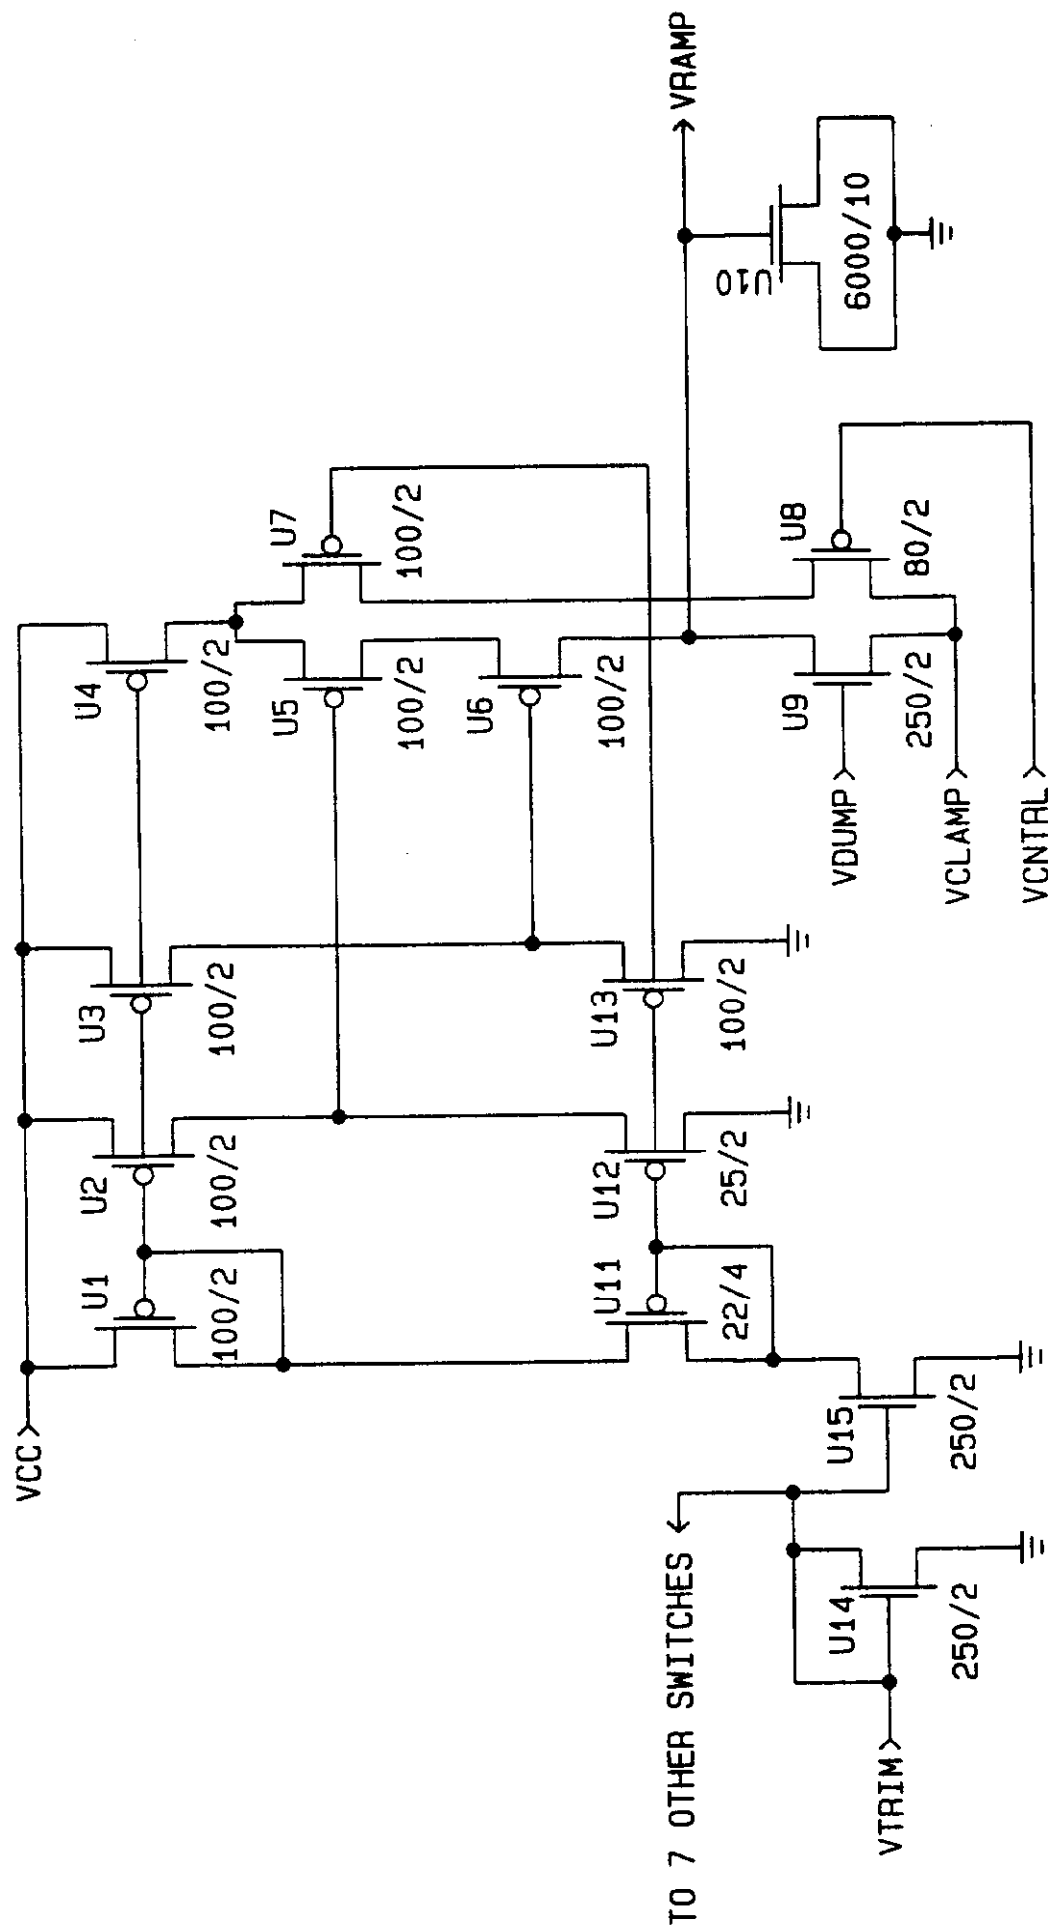 VCC
U1
100/2
U2
100/2
U3
100/2
U4
100/2
U5
100/2
U7
100/2
U6
100/2
U11
22/4
U12
25/2
U13
100/2
U9
250/2
U8
80/2
VRAMP
U10
6000/10
VDUMP
VCLAMP
VCNTRL
TO 7 OTHER SWITCHES
U15
250/2
U14
250/2
VTRIM